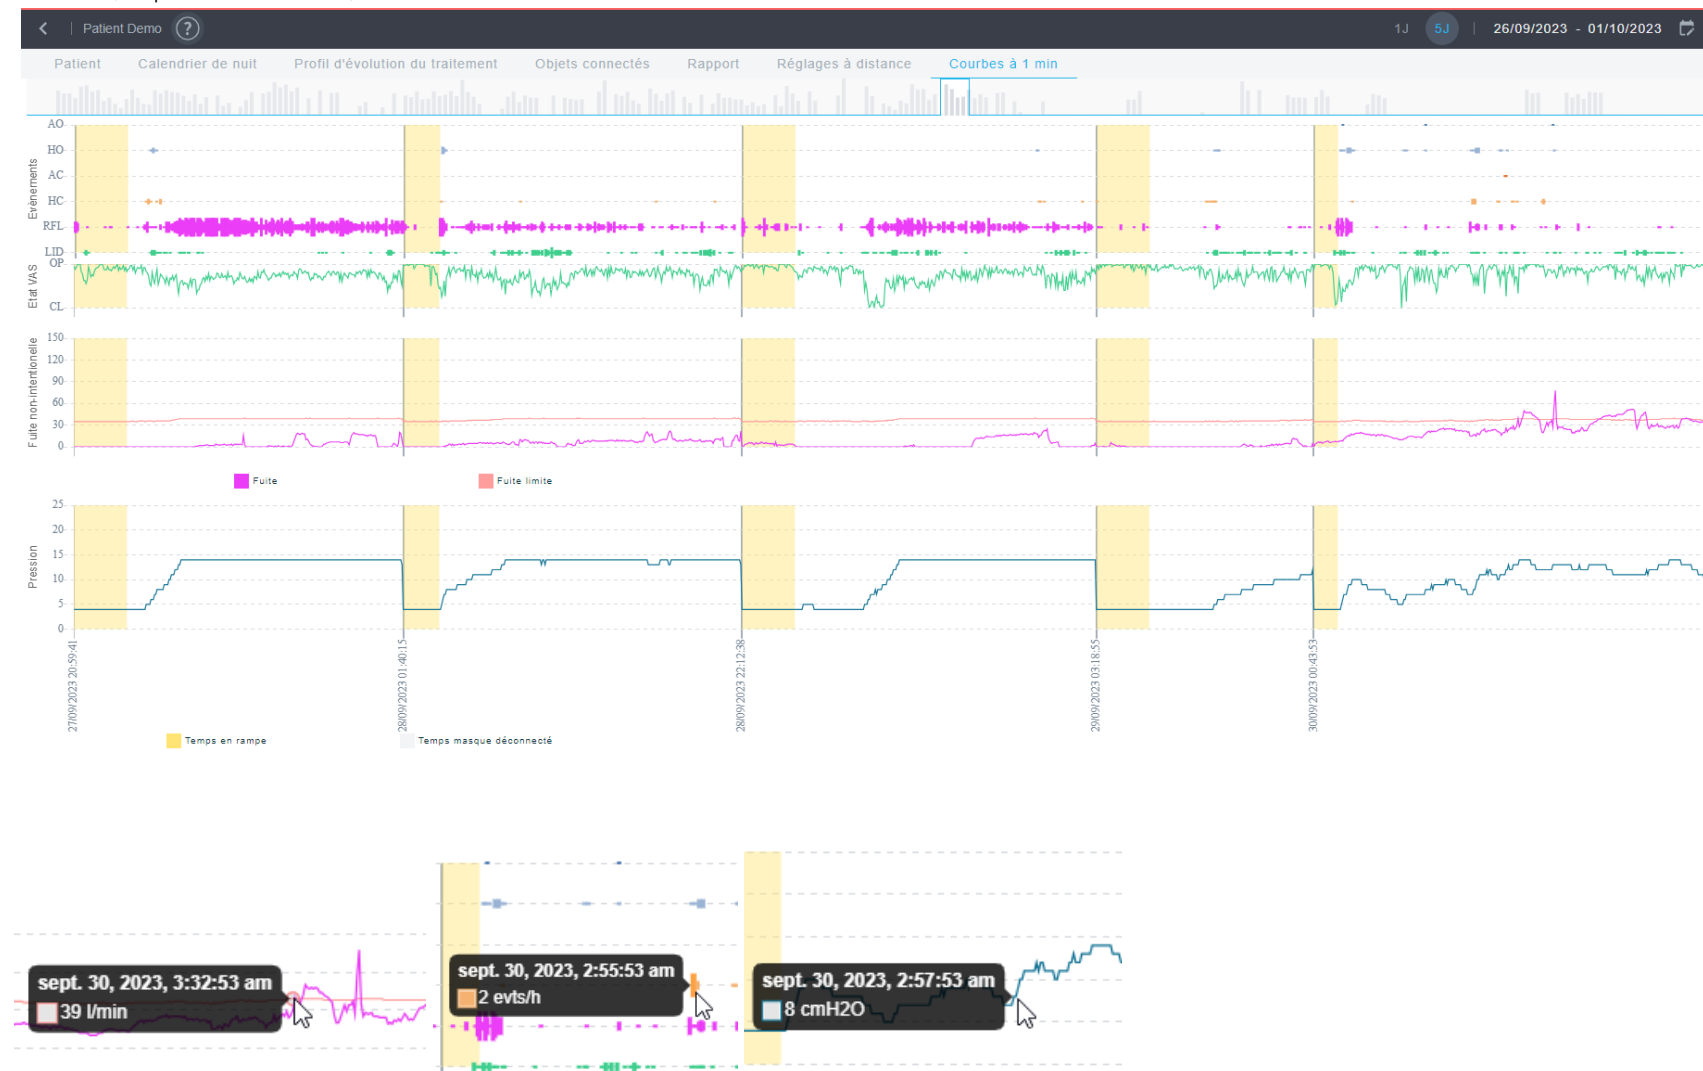 Patient Demo ? 1J 5J 26/09/2023 - 01/10/2023
Patient Calendrier de nuit Profil d'évolution du traitement Objets connectés Rapport Réglages à distance Courbes à 1 min
Evènements
AO
HO
AC
HC
RFL
LID
Etat VAS
OP
CL
Fuite non-intentionelle
150
120
90
60
30
0
Fuite Fuite limite
Pression
25
20
15
10
5
0
27/09/2023 20:59:41
28/09/2023 01:40:15
28/09/2023 22:12:38
29/09/2023 03:18:55
30/09/2023 00:43:53
Temps en rampe Temps masque déconnecté
sept. 30, 2023, 3:32:53 am
39 l/min
sept. 30, 2023, 2:55:53 am
2 evts/h
sept. 30, 2023, 2:57:53 am
8 cmH2O